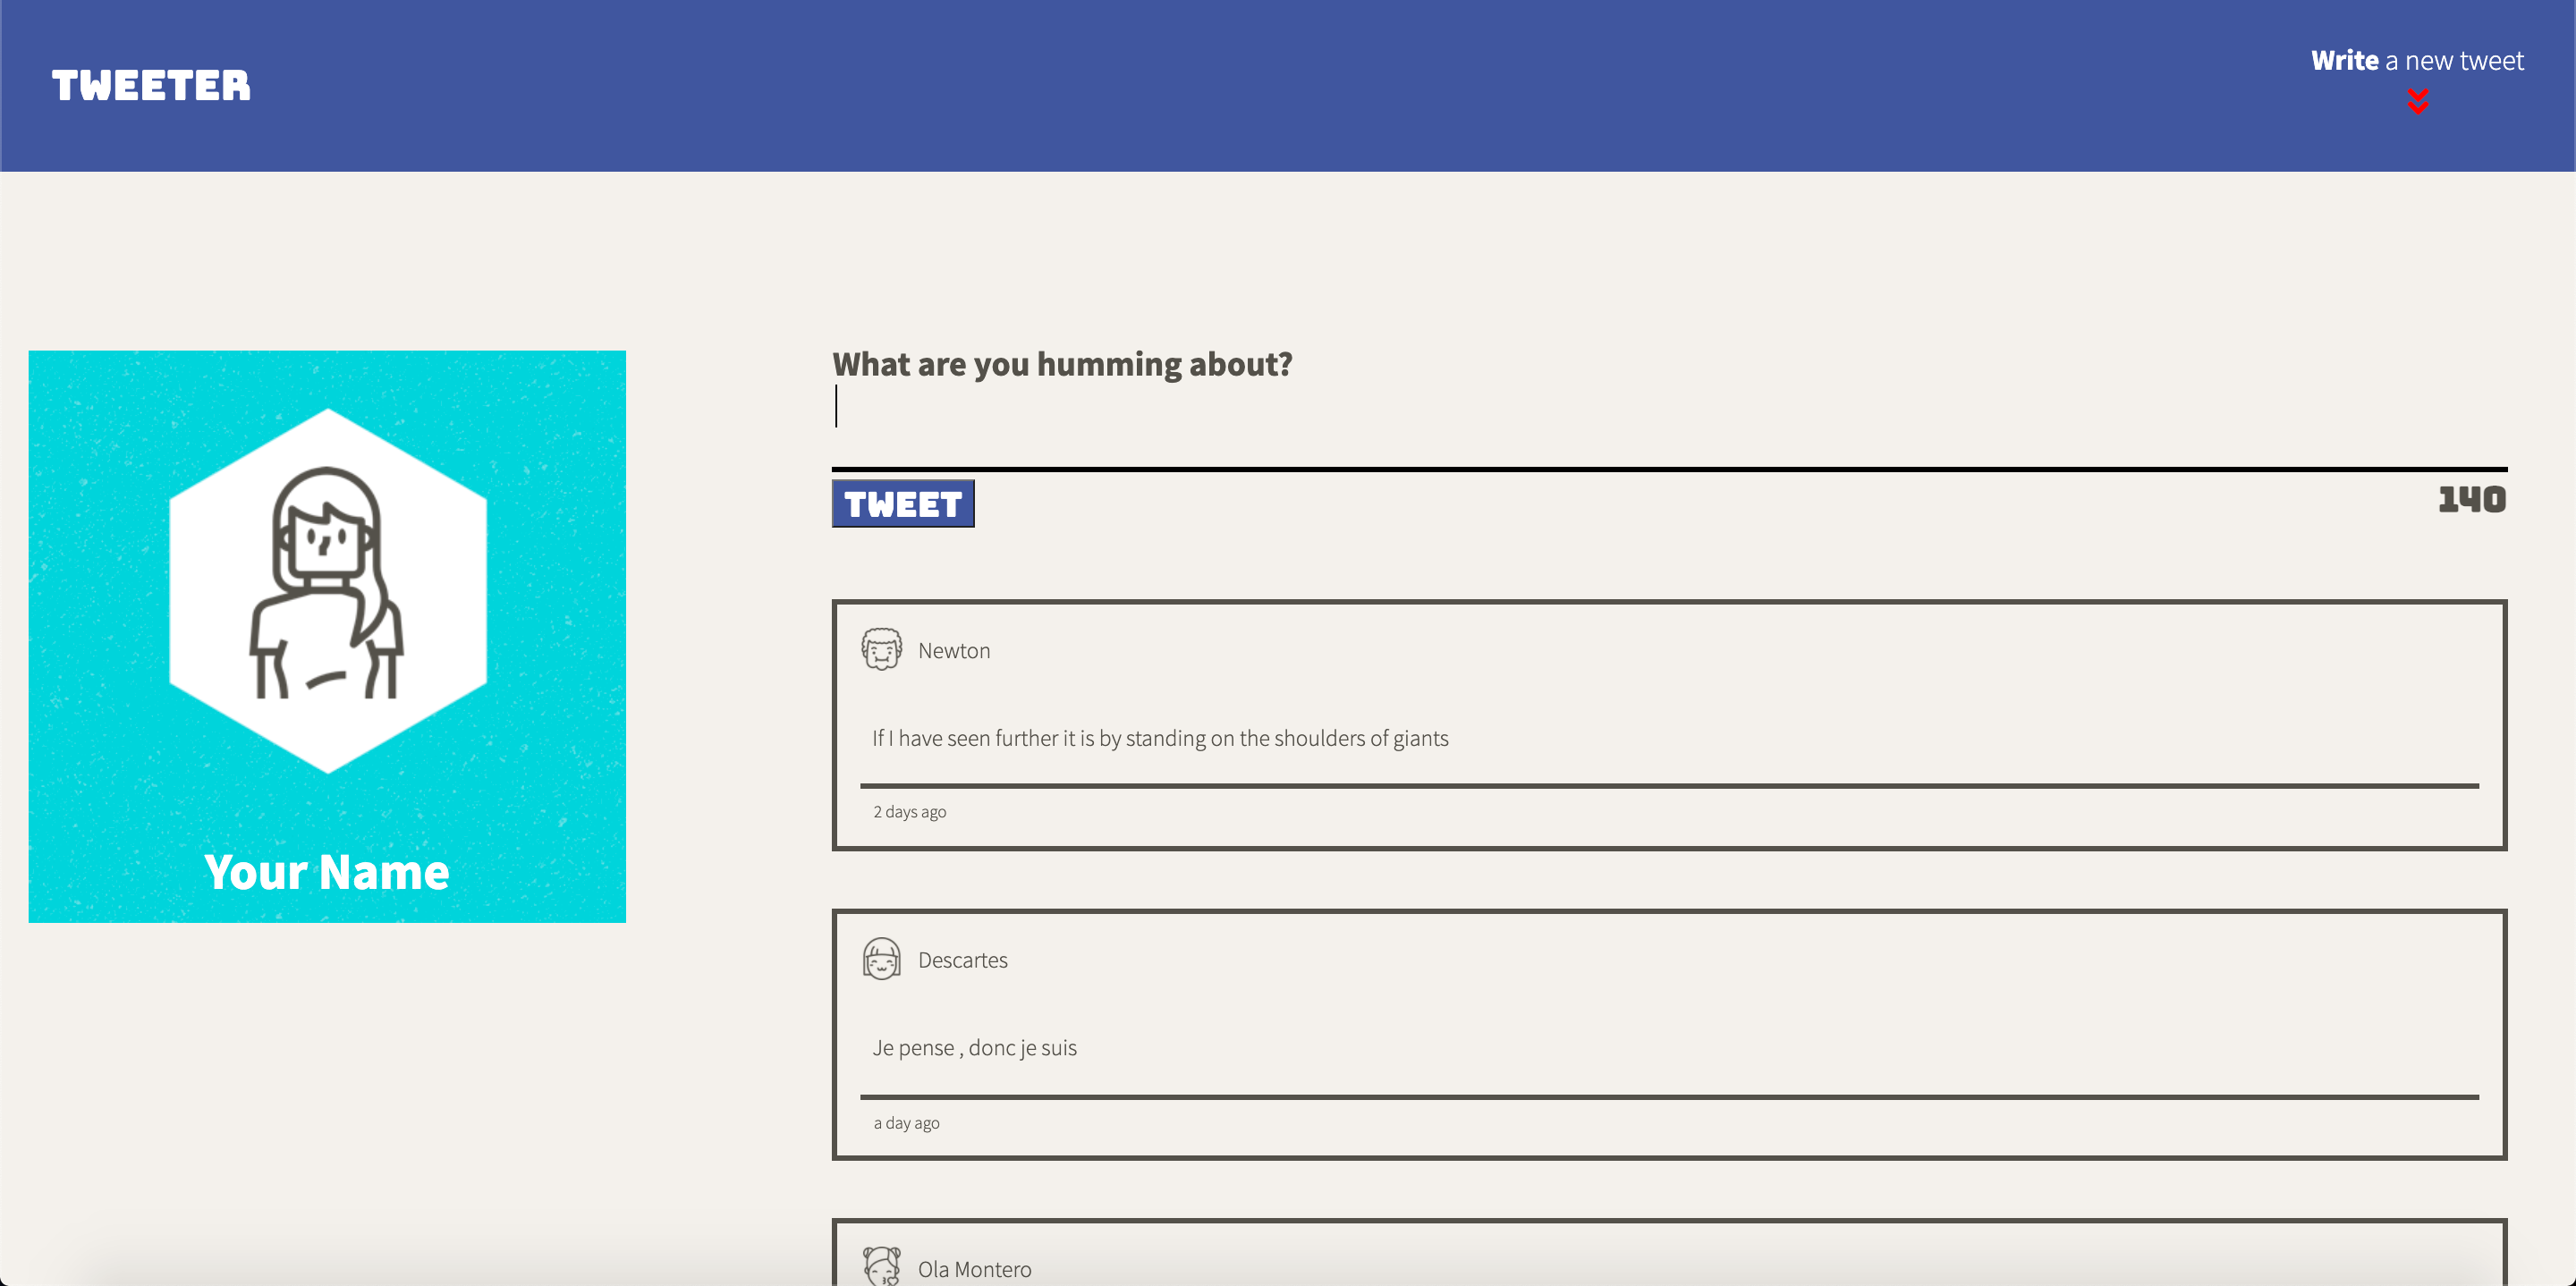 TWEETER
Write a new tweet
Your Name
What are you humming about?
TWEET
140
Newton
If I have seen further it is by standing on the shoulders of giants
2 days ago
Descartes
Je pense , donc je suis
a day ago
Ola Montero